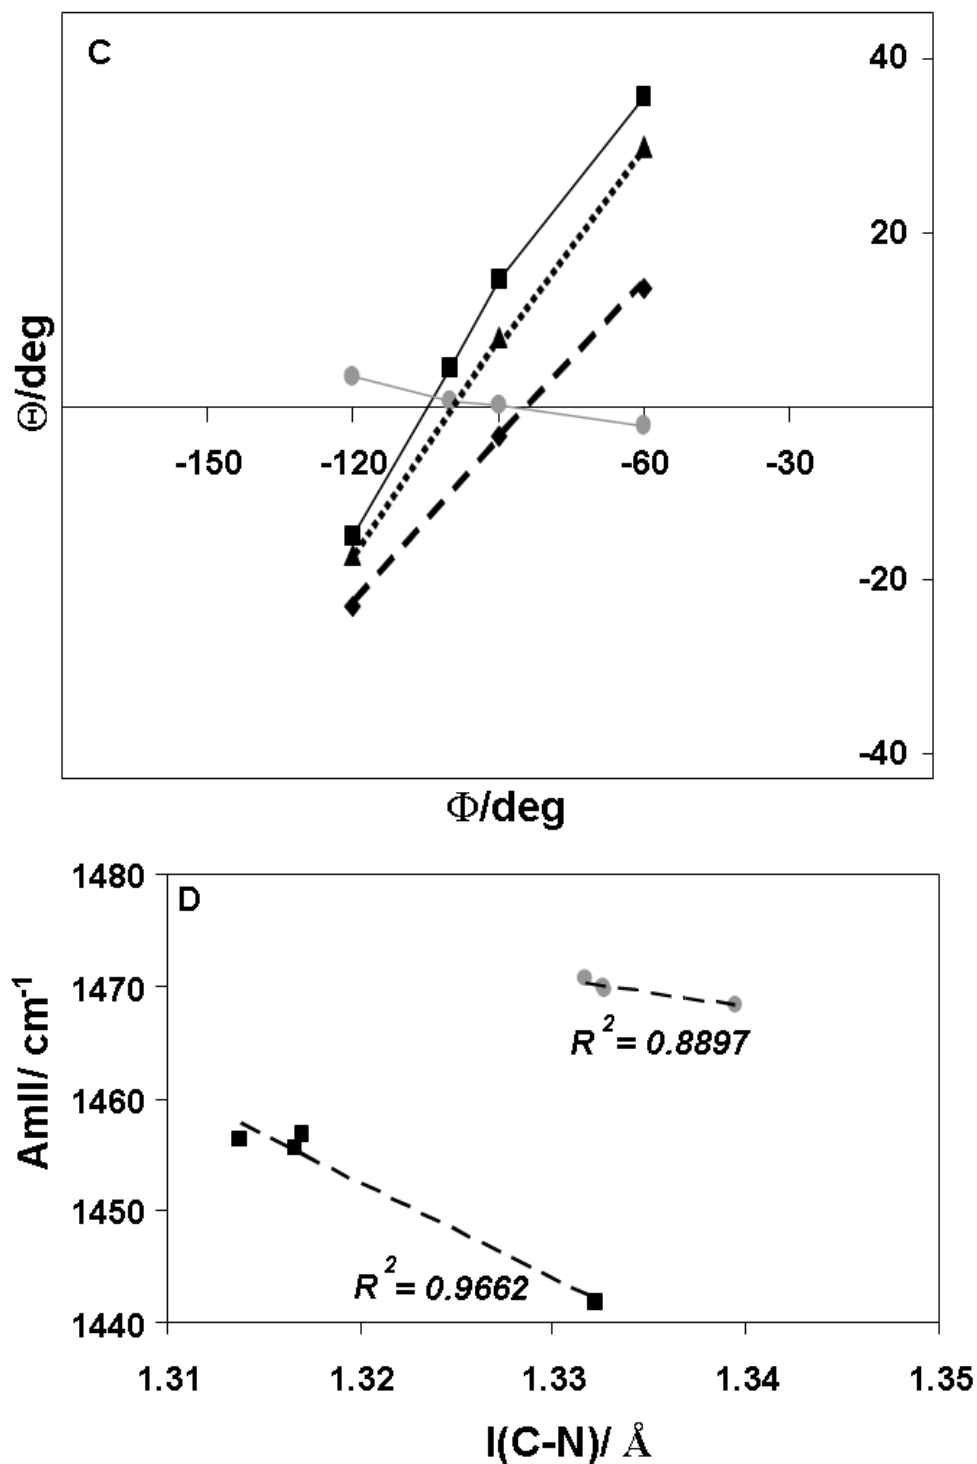 C
40
20
Θ/deg
-150 -120 -60 -30
-20
-40
Φ/deg
1480
D
1470
R²= 0.8897
AmII/ cm⁻¹
1460
1450
R²= 0.9662
1440
1.31 1.32 1.33 1.34 1.35
l(C-N)/ Å